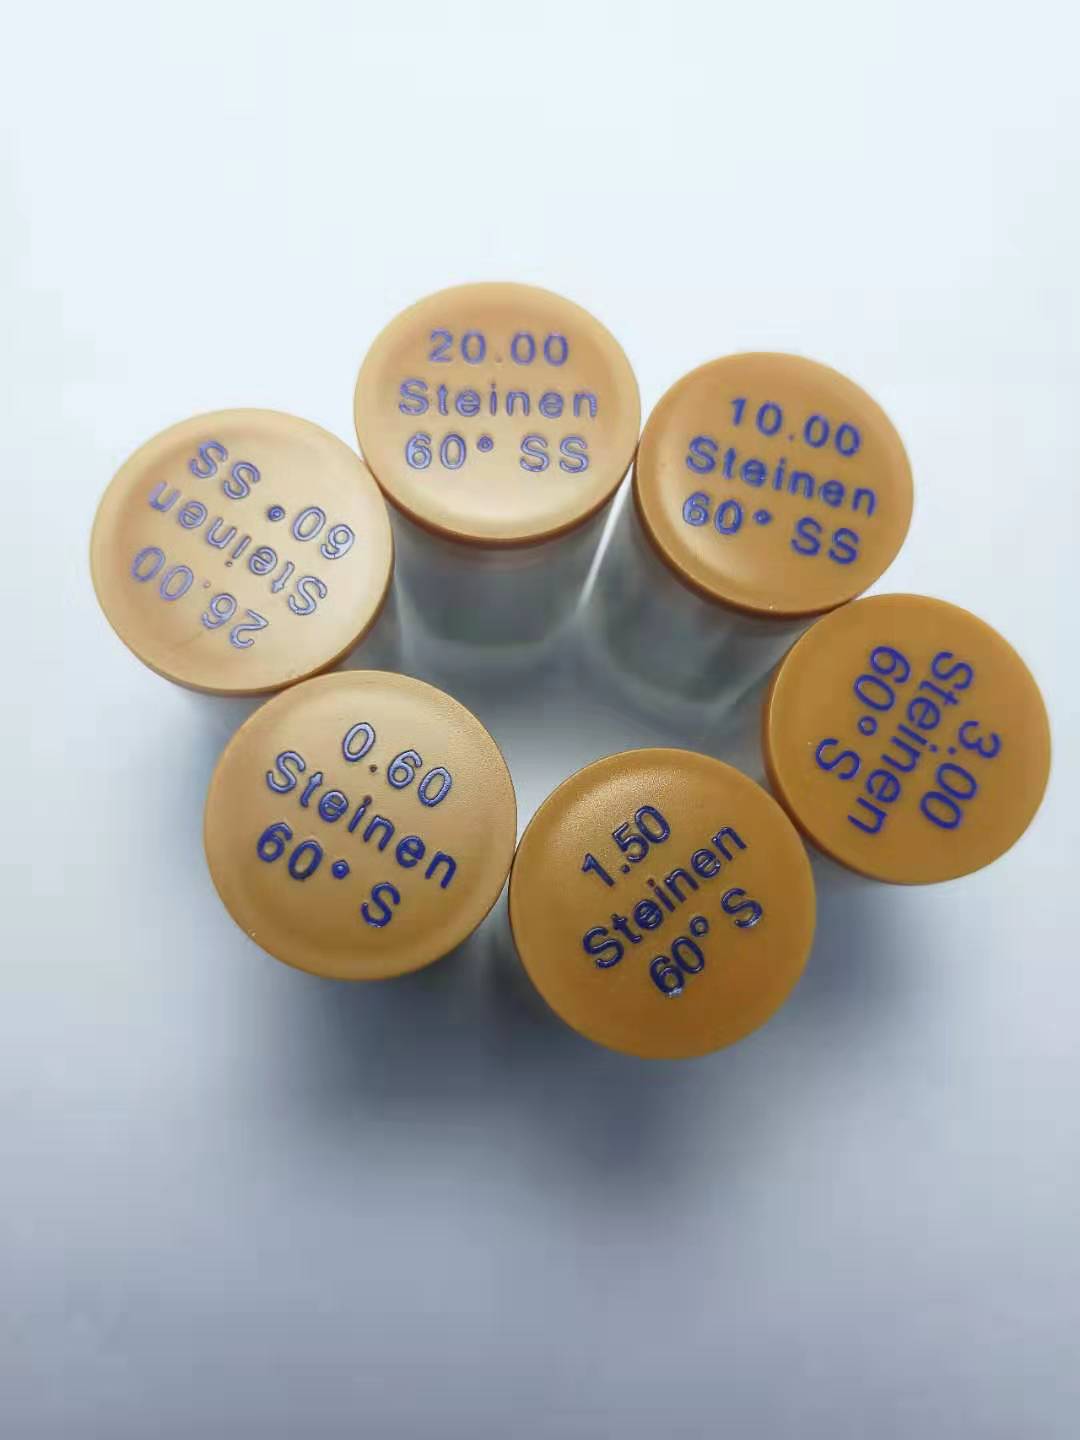 20.00
Steinen
60° SS
10.00
Steinen
60° SS
26.00
Steinen
60° SS
3.00
Steinen
60° S
0.60
Steinen
60° S
1.50
Steinen
60° S